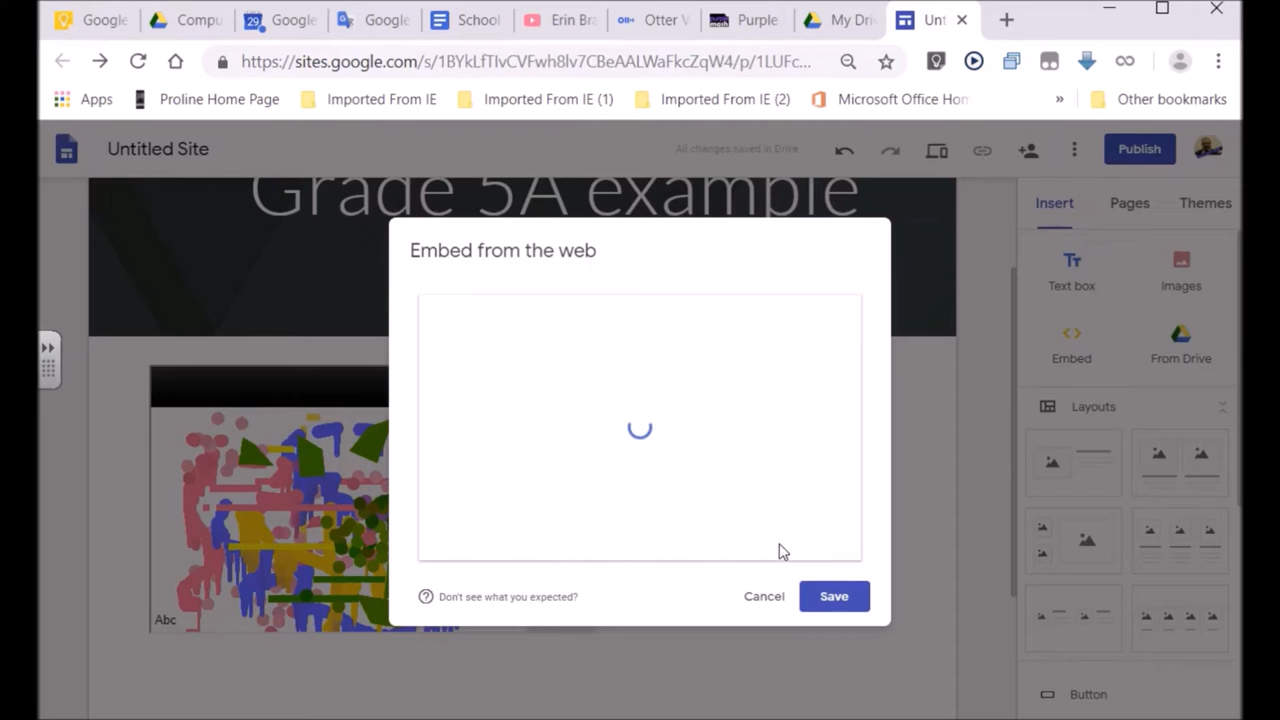 Google
Compu
29
Google
Google
School
Erin Bra
Otter V
Purple
My Driv
Unt
https://sites.google.com/s/1BYkLfTIvCVFwh8lv7CBeAALWaFkcZqW4/p/1LUFc...
Apps
Proline Home Page
Imported From IE
Imported From IE (1)
Imported From IE (2)
Microsoft Office Hom
»
Other bookmarks
Untitled Site
All changes saved in Drive
Publish
Grade 5A example
Insert
Pages
Themes
Embed from the web
Tt
Text box
Images
Embed
From Drive
Layouts
Abc
Don't see what you expected?
Cancel
Save
Button